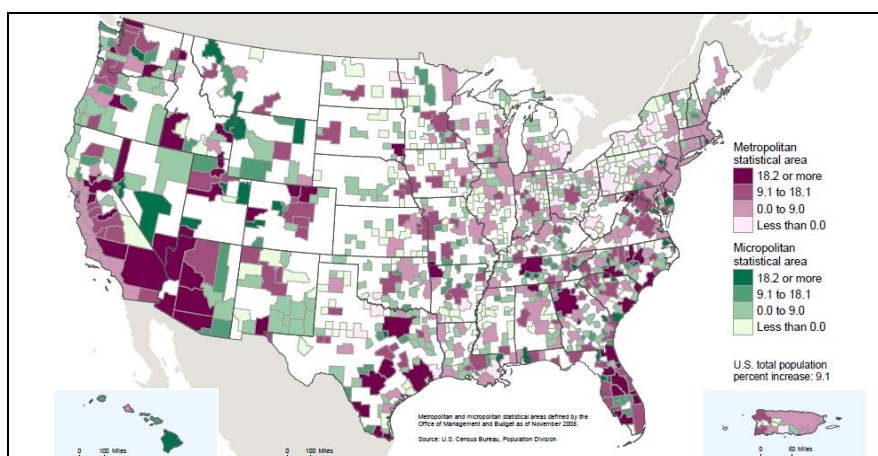 Metropolitan
statistical area
18.2 or more
9.1 to 18.1
0.0 to 9.0
Less than 0.0
Micropolitan
statistical area
18.2 or more
9.1 to 18.1
0.0 to 9.0
Less than 0.0
U.S. total population
percent increase: 9.1
Metropolitan and micropolitan statistical areas defined by the
Office of Management and Budget as of November 2008.
Source: U.S. Census Bureau, Population Division
0 100 Miles
0 100 Miles
0 50 Miles